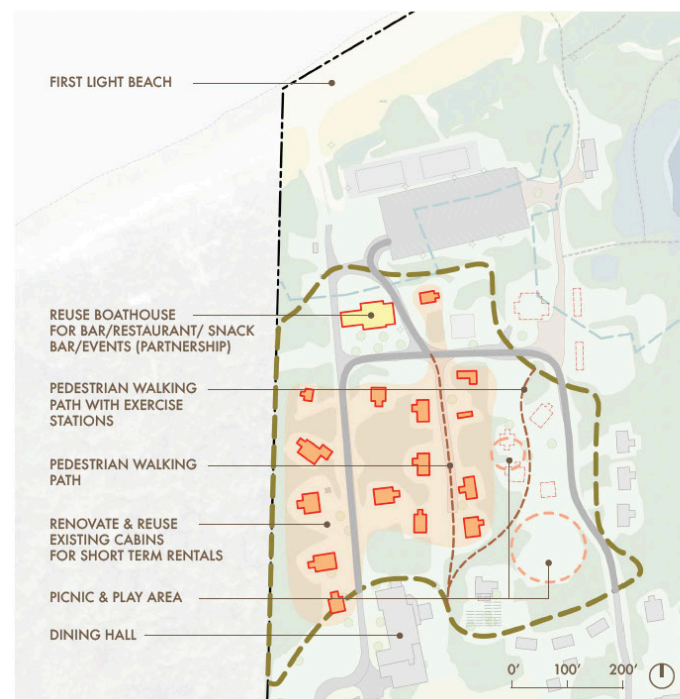 FIRST LIGHT BEACH
REUSE BOATHOUSE
FOR BAR/RESTAURANT/ SNACK
BAR/EVENTS (PARTNERSHIP)
PEDESTRIAN WALKING
PATH WITH EXERCISE
STATIONS
PEDESTRIAN WALKING
PATH
RENOVATE & REUSE
EXISTING CABINS
FOR SHORT TERM RENTALS
PICNIC & PLAY AREA
DINING HALL
0' 100' 200'